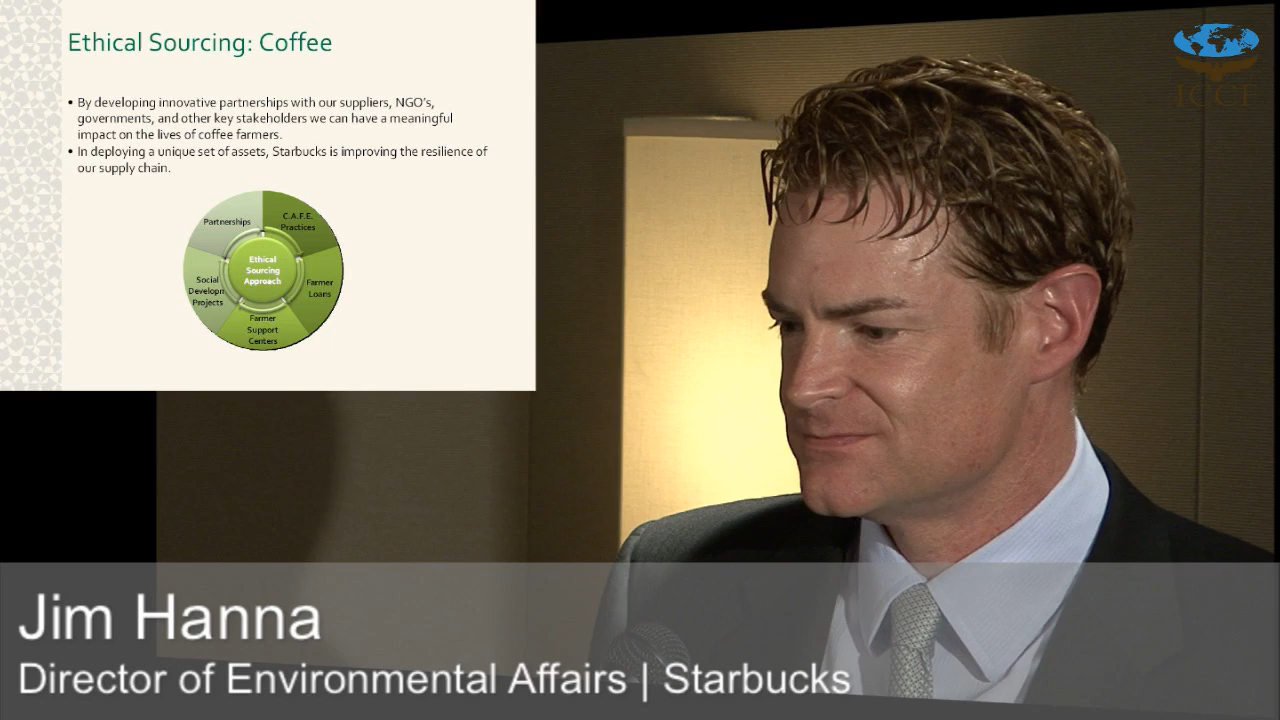 Ethical Sourcing: Coffee
• By developing innovative partnerships with our suppliers, NGO's,
governments, and other key stakeholders we can have a meaningful
impact on the lives of coffee farmers.
• In deploying a unique set of assets, Starbucks is improving the resilience of
our supply chain.
Partnerships
C.A.F.E.
Practices
Ethical
Sourcing
Approach
Social
Developm
Projects
Farmer
Loans
Farmer
Support
Centers
ICCF
Jim Hanna
Director of Environmental Affairs | Starbucks